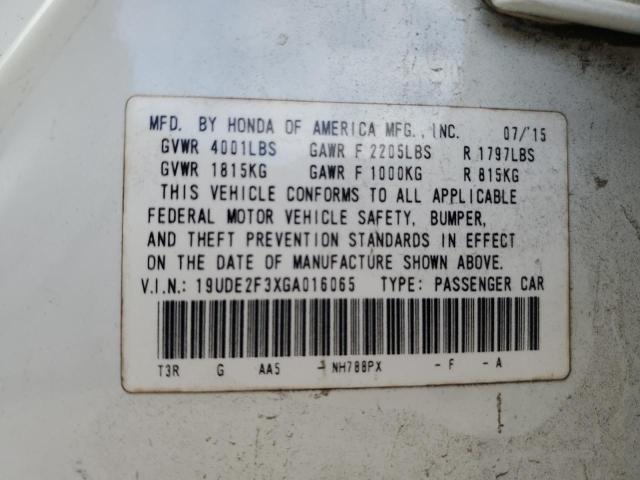 MFD. BY HONDA OF AMERICA MFG., INC. 07/'15
GVWR 4001LBS GAWR F 2205LBS R 1797LBS
GVWR 1815KG GAWR F 1000KG R 815KG
THIS VEHICLE CONFORMS TO ALL APPLICABLE
FEDERAL MOTOR VEHICLE SAFETY, BUMPER,
AND THEFT PREVENTION STANDARDS IN EFFECT
ON THE DATE OF MANUFACTURE SHOWN ABOVE.
V.I.N.: 19UDE2F3XGA016065 TYPE: PASSENGER CAR
T3R G AA5 - NH788PX - F - A